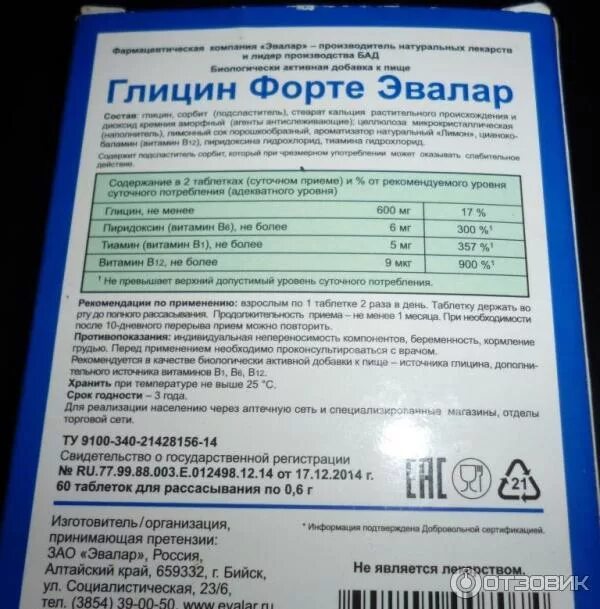 Фармацевтическая компания «Эвалар» – производитель натуральных лекарств
и лидер производства БАД
Биологически активная добавка к пище
Глицин Форте Эвалар
Состав: глицин, сорбит (подсластитель), стеарат кальция растительного происхождения и
диоксид кремния аморфный (агенты антислеживающие); целлюлоза микрокристаллическая
(наполнитель), лимонный сок порошкообразный, ароматизатор натуральный «Лимон», цианоко-
баламин (витамин В12), пиридоксина гидрохлорид, тиамина гидрохлорид.
Содержит подсластитель сорбит, который при чрезмерном употреблении может оказывать слабительное
действие.
Содержание в 2 таблетках (суточном приеме) и % от рекомендуемого уровня
суточного потребления (адекватного уровня)
Глицин, не менее 600 мг 17 %
Пиридоксин (витамин В6), не более 6 мг 300 %¹
Тиамин (витамин В1), не более 5 мг 357 %¹
Витамин В12, не более 9 мкг 900 %¹
¹ Не превышает верхний допустимый уровень суточного потребления.
Рекомендации по применению: взрослым по 1 таблетке 2 раза в день. Таблетку держать во
рту до полного рассасывания. Продолжительность приема – не менее 1 месяца. При необходимости
после 10-дневного перерыва прием можно повторить.
Противопоказания: индивидуальная непереносимость компонентов, беременность, кормление
грудью. Перед применением необходимо проконсультироваться с врачом.
Рекомендуется в качестве биологически активной добавки к пище – источника глицина, дополни-
тельного источника витаминов В1, В6, В12.
Хранить при температуре не выше 25 °С.
Срок годности – 3 года.
Для реализации населению через аптечную сеть и специализированные магазины, отделы
торговой сети.
ТУ 9100-340-21428156-14
Свидетельство о государственной регистрации
№ RU.77.99.88.003.Е.012498.12.14 от 17.12.2014 г.
60 таблеток для рассасывания по 0,6 г
ЕАС
21
Изготовитель/организация,
принимающая претензии:
ЗАО «Эвалар», Россия,
Алтайский край, 659332, г. Бийск,
ул. Социалистическая, 23/6,
тел. (3854) 39-00-50, www.evalar.ru
* Информация подтверждена Добровольной сертификацией.
Не является лекарством.
ОТЗОВИК